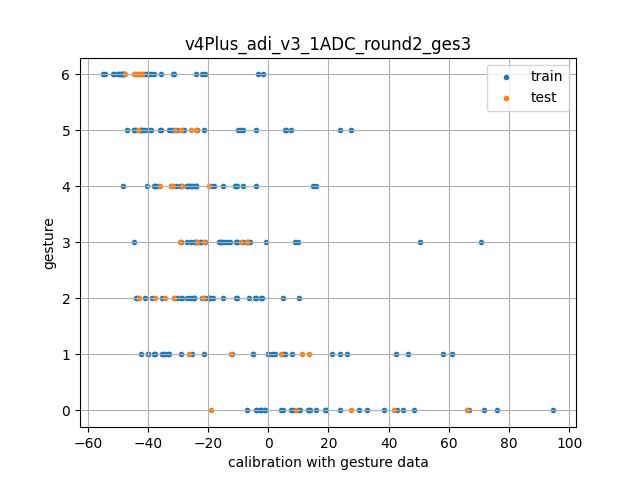 v4Plus_adi_v3_1ADC_round2_ges3
train
test
gesture
6
5
4
3
2
1
0
−60 −40 −20 0 20 40 60 80 100
calibration with gesture data